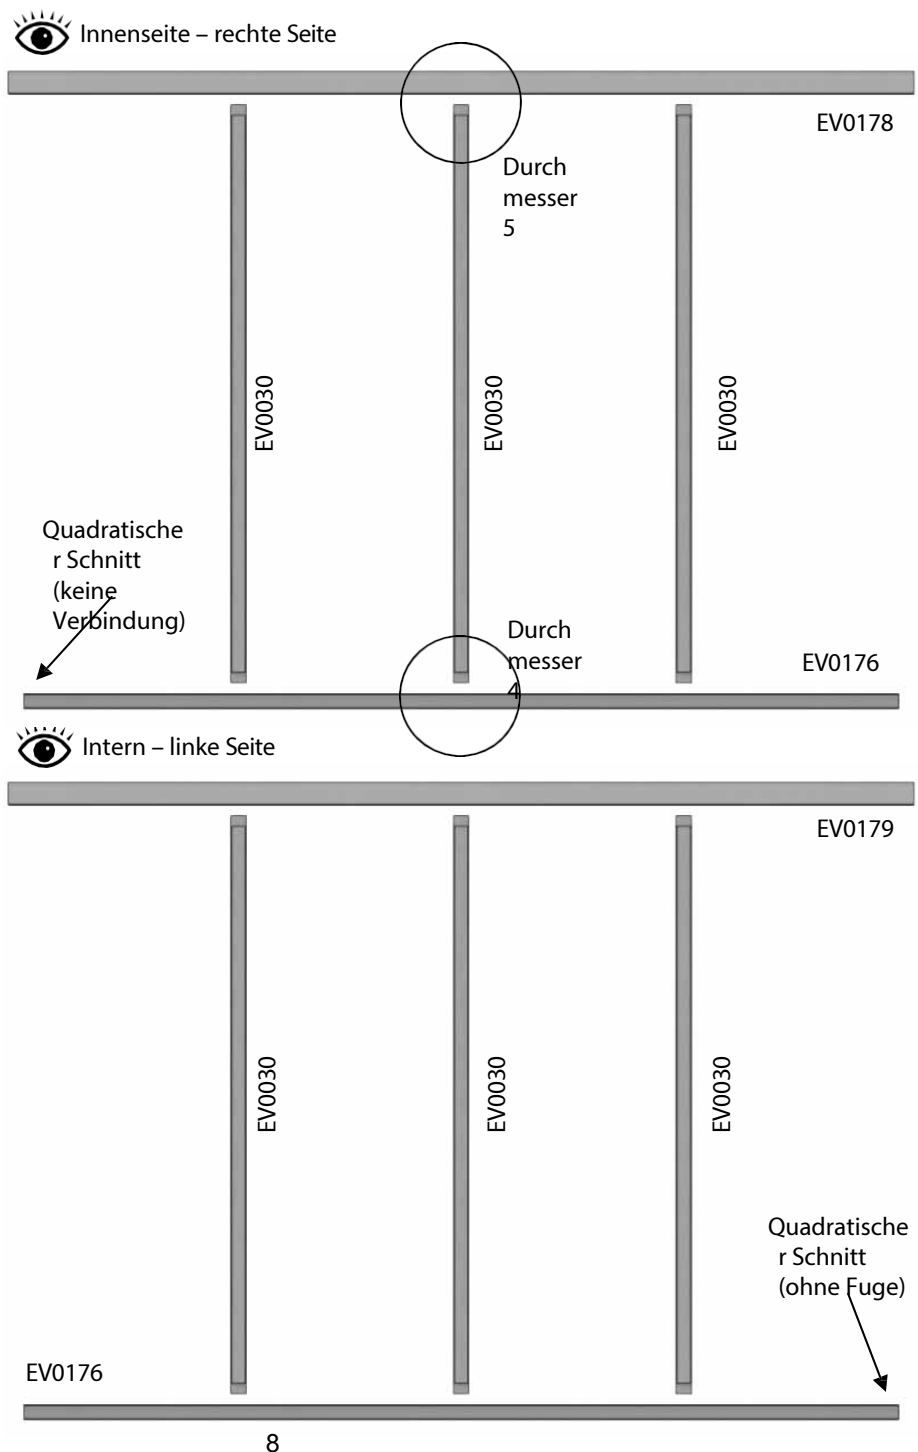 Innenseite – rechte Seite
EV0178
Durch
messer
5
EV0030
EV0030
EV0030
Quadratische
r Schnitt
(keine
Verbindung)
Durch
messer
4
EV0176
Intern – linke Seite
EV0179
EV0030
EV0030
EV0030
Quadratische
r Schnitt
(ohne Fuge)
EV0176
8